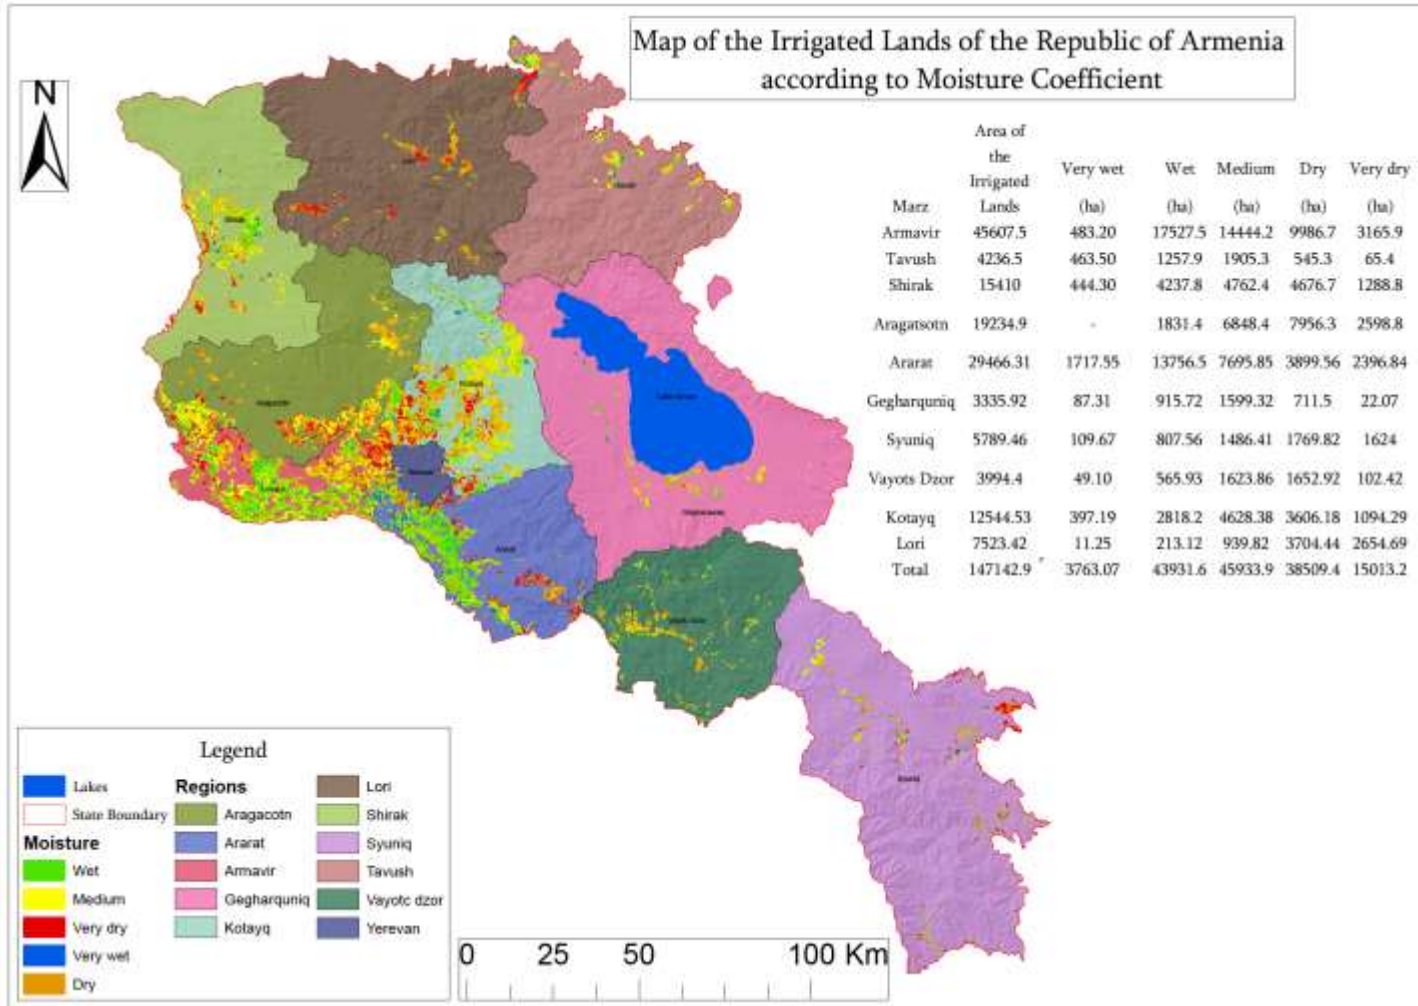 Map of the Irrigated Lands of the Republic of Armenia
according to Moisture Coefficient
N
Area of
the
Irrigated
Very wet Wet Medium Dry Very dry
Marz Lands (ha) (ha) (ha) (ha) (ha)
Armavir 45607.5 483.20 17527.5 14444.2 9986.7 3165.9
Tavush 4236.5 463.50 1257.9 1905.3 545.3 65.4
Shirak 15410 444.30 4237.8 4762.4 4676.7 1288.8
Aragatsotn 19234.9 - 1831.4 6848.4 7956.3 2598.8
Ararat 29466.31 1717.55 13756.5 7695.85 3899.56 2396.84
Gegharquniq 3335.92 87.31 915.72 1599.32 711.5 22.07
Syuniq 5789.46 109.67 807.56 1486.41 1769.82 1624
Vayots Dzor 3994.4 49.10 565.93 1623.86 1652.92 102.42
Kotayq 12544.53 397.19 2818.2 4628.38 3606.18 1094.29
Lori 7523.42 11.25 213.12 939.82 3704.44 2654.69
Total 147142.9 3763.07 43931.6 45933.9 38509.4 15013.2
Legend
Lakes
State Boundary
Moisture
Wet
Medium
Very dry
Very wet
Dry
Regions
Aragacotn
Ararat
Armavir
Gegharquniq
Kotayq
Lori
Shirak
Syuniq
Tavush
Vayotc dzor
Yerevan
0 25 50 100 Km